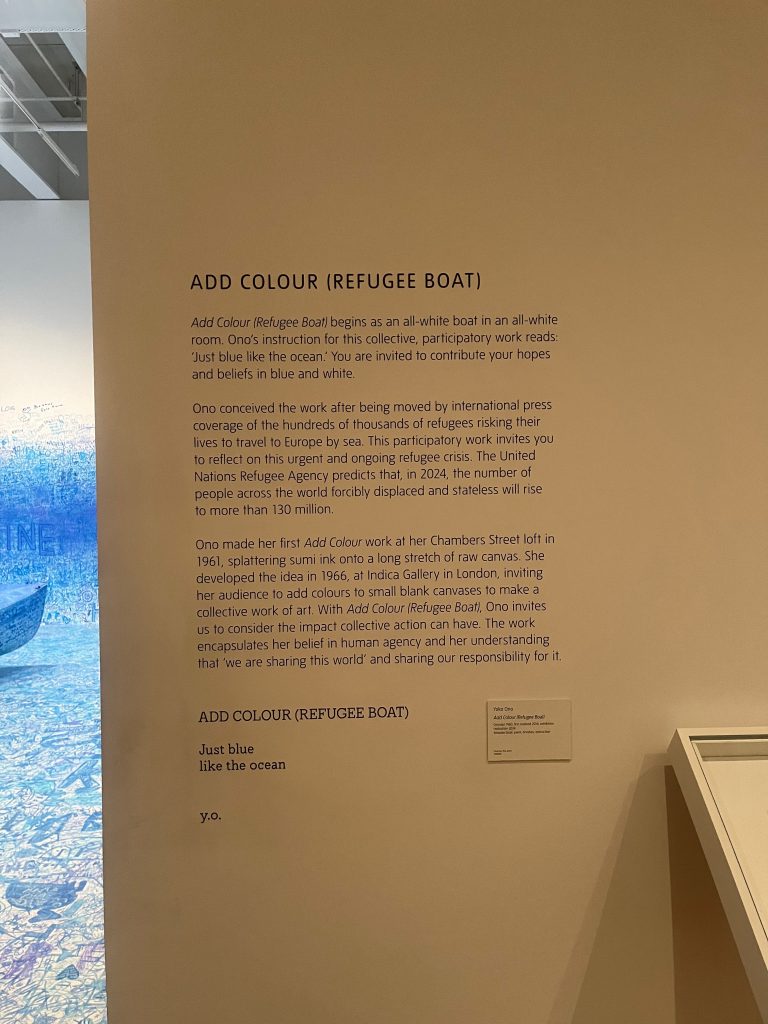 ADD COLOUR (REFUGEE BOAT)
Add Colour (Refugee Boat) begins as an all-white boat in an all-white
room. Ono's instruction for this collective, participatory work reads:
'Just blue like the ocean.' You are invited to contribute your hopes
and beliefs in blue and white.
Ono conceived the work after being moved by international press
coverage of the hundreds of thousands of refugees risking their
lives to travel to Europe by sea. This participatory work invites you
to reflect on this urgent and ongoing refugee crisis. The United
Nations Refugee Agency predicts that, in 2024, the number of
people across the world forcibly displaced and stateless will rise
to more than 130 million.
Ono made her first Add Colour work at her Chambers Street loft in
1961, splattering sumi ink onto a long stretch of raw canvas. She
developed the idea in 1966, at Indica Gallery in London, inviting
her audience to add colours to small blank canvases to make a
collective work of art. With Add Colour (Refugee Boat), Ono invites
us to consider the impact collective action can have. The work
encapsulates her belief in human agency and her understanding
that 'we are sharing this world' and sharing our responsibility for it.
ADD COLOUR (REFUGEE BOAT)
Just blue
like the ocean
y.o.
Yoko Ono
Add Colour (Refugee Boat)